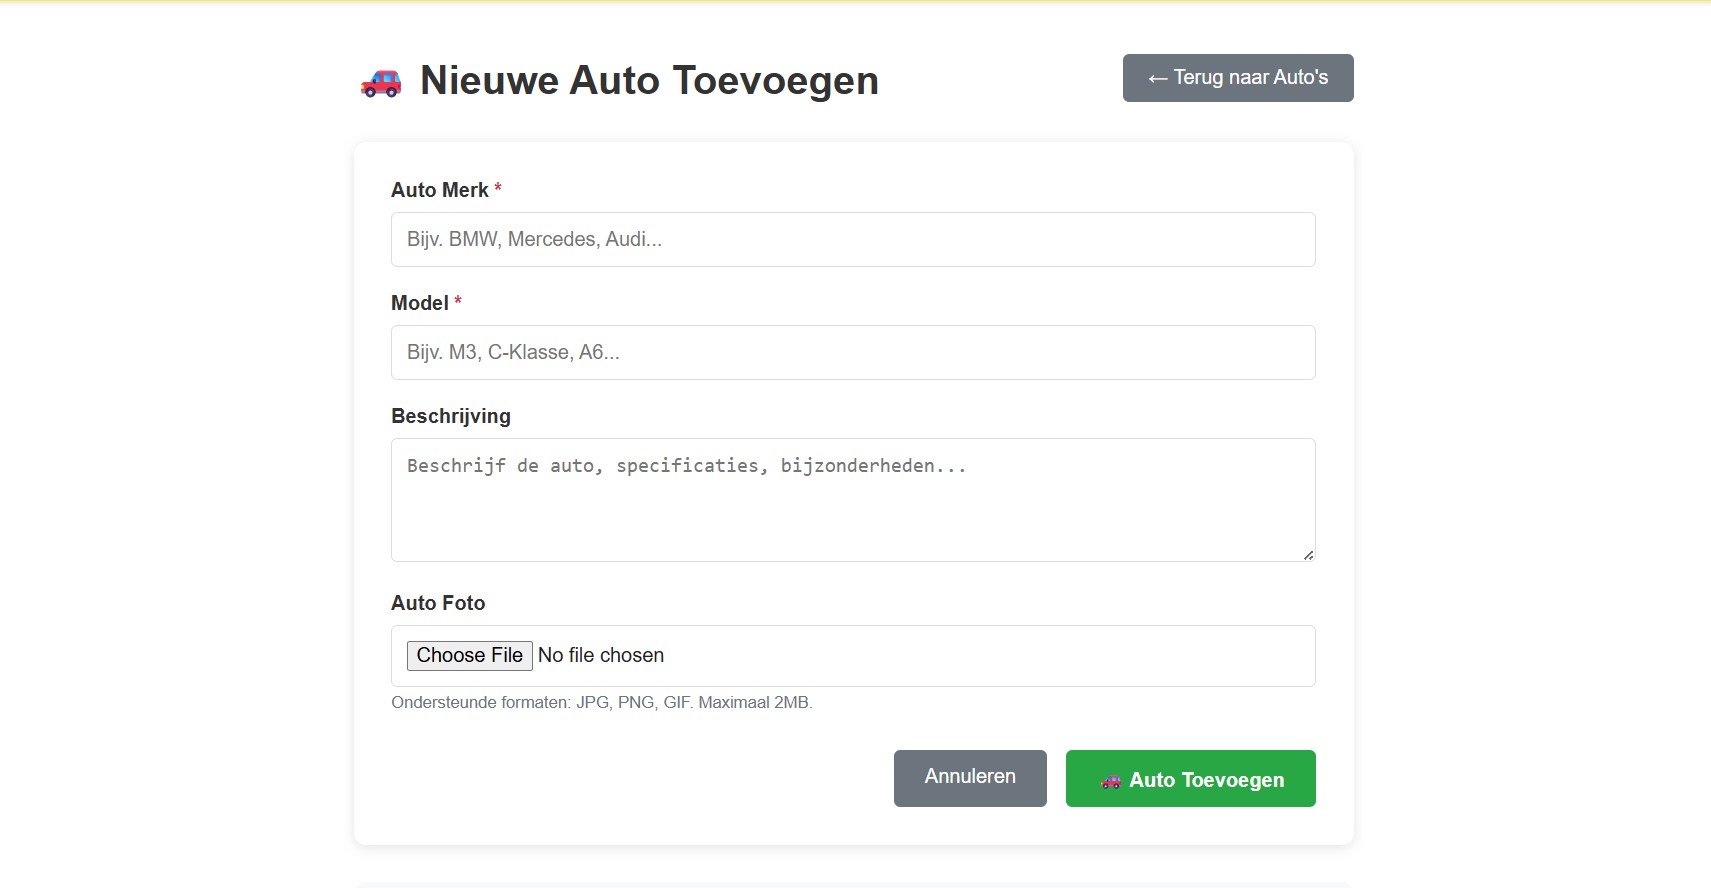 Nieuwe Auto Toevoegen
← Terug naar Auto's
Auto Merk *
Bijv. BMW, Mercedes, Audi...
Model *
Bijv. M3, C-Klasse, A6...
Beschrijving
Beschrijf de auto, specificaties, bijzonderheden...
Auto Foto
Choose File No file chosen
Ondersteunde formaten: JPG, PNG, GIF. Maximaal 2MB.
Annuleren
Auto Toevoegen